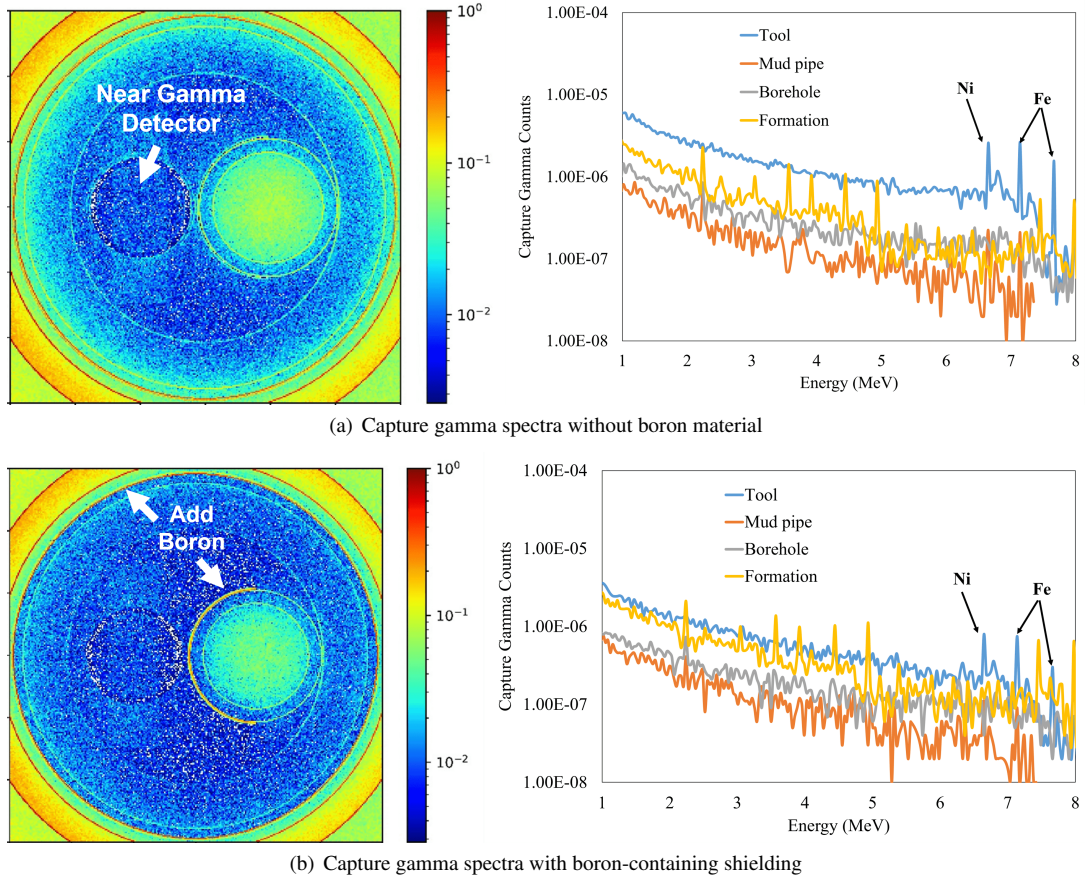 Near Gamma
Detector
10⁰
10⁻¹
10⁻²
1.00E-04
1.00E-05
1.00E-06
1.00E-07
1.00E-08
Capture Gamma Counts
Tool
Mud pipe
Borehole
Formation
Ni
Fe
1 2 3 4 5 6 7 8
Energy (MeV)
(a) Capture gamma spectra without boron material
Add
Boron
10⁰
10⁻¹
10⁻²
1.00E-04
1.00E-05
1.00E-06
1.00E-07
1.00E-08
Capture Gamma Counts
Tool
Mud pipe
Borehole
Formation
Ni
Fe
1 2 3 4 5 6 7 8
Energy (MeV)
(b) Capture gamma spectra with boron-containing shielding